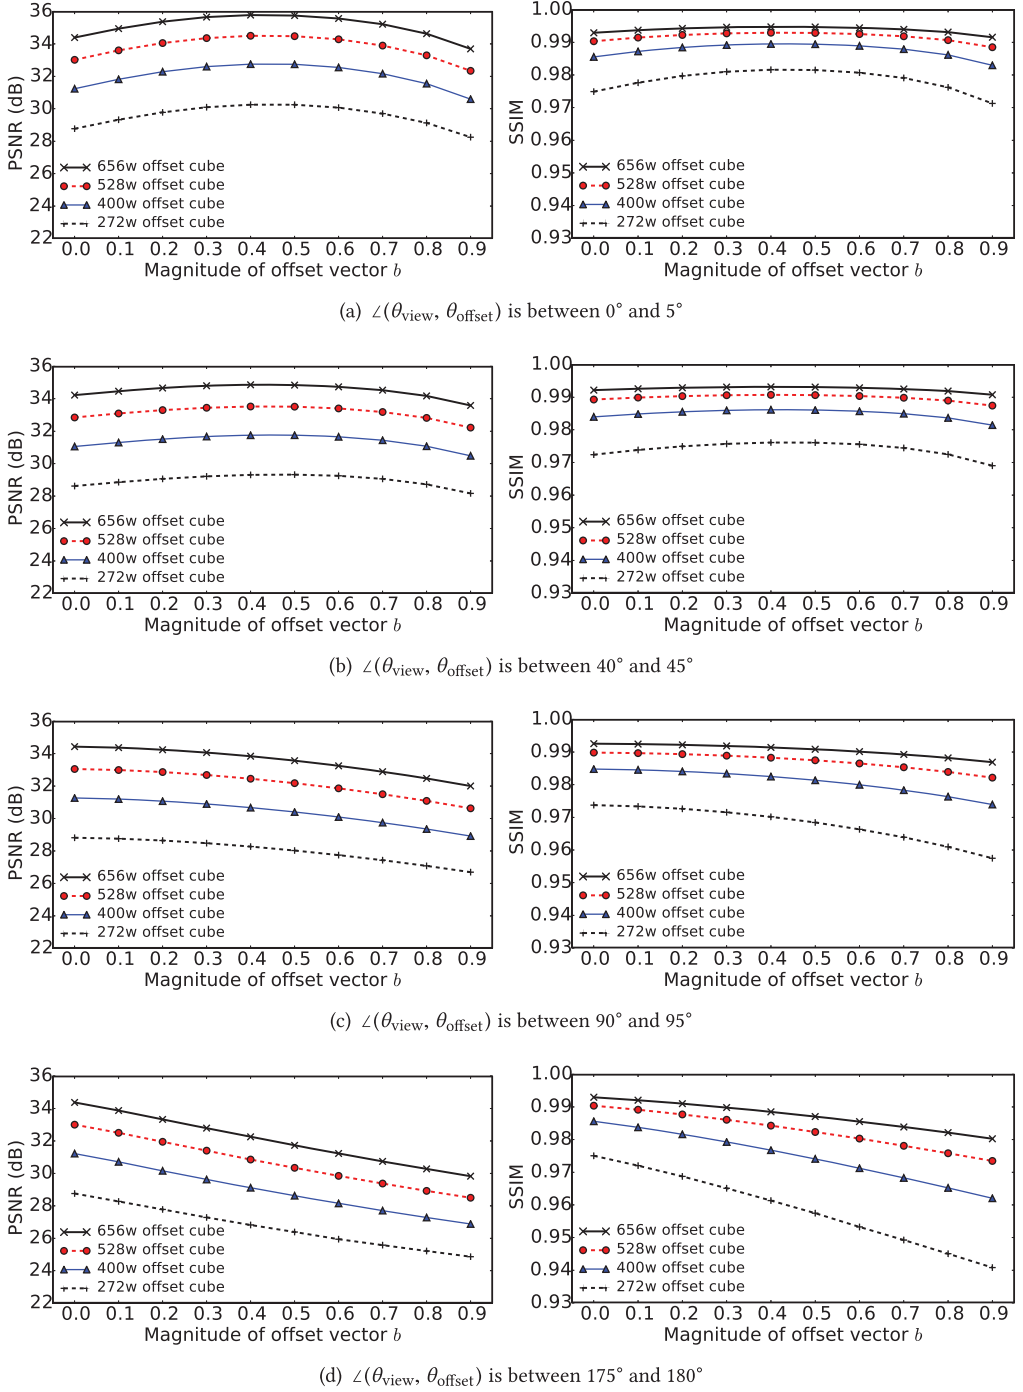 36
34
32
30
28
26
24
22
PSNR (dB)
656w offset cube
528w offset cube
400w offset cube
272w offset cube
0.0 0.1 0.2 0.3 0.4 0.5 0.6 0.7 0.8 0.9
Magnitude of offset vector b
1.00
0.99
0.98
0.97
0.96
0.95
0.94
0.93
SSIM
656w offset cube
528w offset cube
400w offset cube
272w offset cube
0.0 0.1 0.2 0.3 0.4 0.5 0.6 0.7 0.8 0.9
Magnitude of offset vector b
(a) ∠(θview, θoffset) is between 0° and 5°
36
34
32
30
28
26
24
22
PSNR (dB)
656w offset cube
528w offset cube
400w offset cube
272w offset cube
0.0 0.1 0.2 0.3 0.4 0.5 0.6 0.7 0.8 0.9
Magnitude of offset vector b
1.00
0.99
0.98
0.97
0.96
0.95
0.94
0.93
SSIM
656w offset cube
528w offset cube
400w offset cube
272w offset cube
0.0 0.1 0.2 0.3 0.4 0.5 0.6 0.7 0.8 0.9
Magnitude of offset vector b
(b) ∠(θview, θoffset) is between 40° and 45°
36
34
32
30
28
26
24
22
PSNR (dB)
656w offset cube
528w offset cube
400w offset cube
272w offset cube
0.0 0.1 0.2 0.3 0.4 0.5 0.6 0.7 0.8 0.9
Magnitude of offset vector b
1.00
0.99
0.98
0.97
0.96
0.95
0.94
0.93
SSIM
656w offset cube
528w offset cube
400w offset cube
272w offset cube
0.0 0.1 0.2 0.3 0.4 0.5 0.6 0.7 0.8 0.9
Magnitude of offset vector b
(c) ∠(θview, θoffset) is between 90° and 95°
36
34
32
30
28
26
24
22
PSNR (dB)
656w offset cube
528w offset cube
400w offset cube
272w offset cube
0.0 0.1 0.2 0.3 0.4 0.5 0.6 0.7 0.8 0.9
Magnitude of offset vector b
1.00
0.99
0.98
0.97
0.96
0.95
0.94
0.93
SSIM
656w offset cube
528w offset cube
400w offset cube
272w offset cube
0.0 0.1 0.2 0.3 0.4 0.5 0.6 0.7 0.8 0.9
Magnitude of offset vector b
(d) ∠(θview, θoffset) is between 175° and 180°